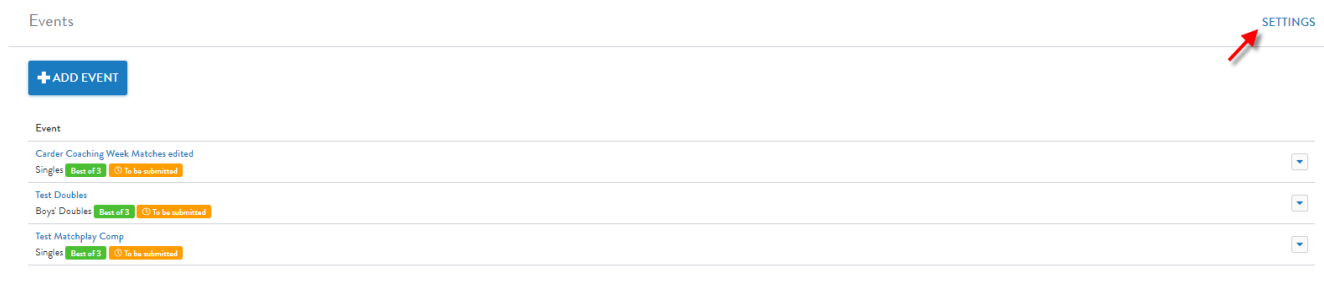 Events
SETTINGS
ADD EVENT
Event
Carder Coaching Week Matches edited
Singles Best of 3 To be submitted
Test Doubles
Boys' Doubles Best of 3 To be submitted
Test Matchplay Comp
Singles Best of 3 To be submitted